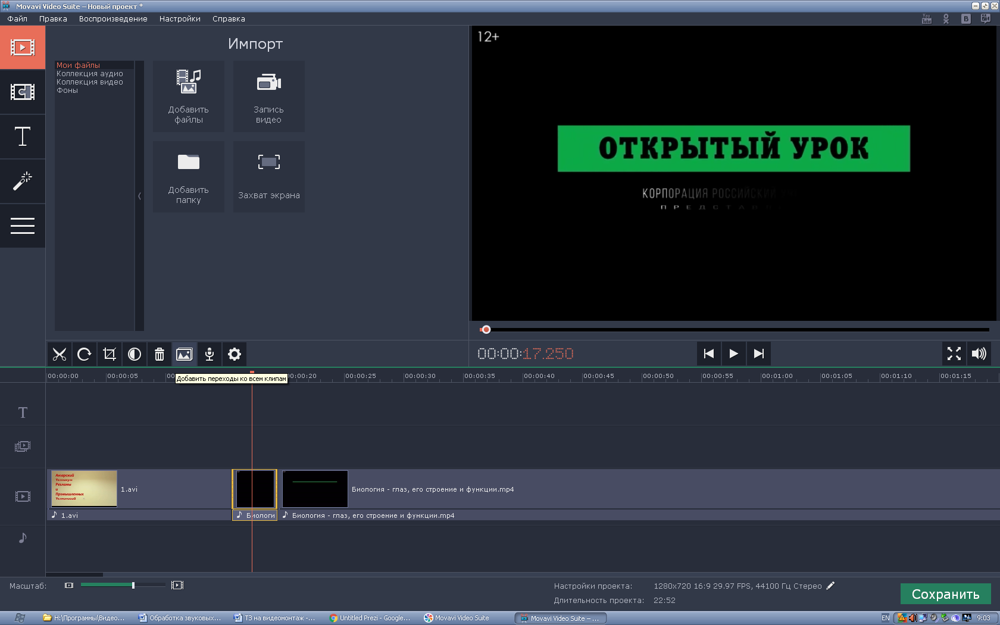 Movavi Video Suite – Новый проект *
Файл Правка Воспроизведение Настройки Справка
Импорт
Мои файлы
Коллекция аудио
Коллекция видео
Фоны
Добавить
файлы
Запись
видео
Добавить
папку
Захват экрана
12+
ОТКРЫТЫЙ УРОК
КОРПОРАЦИЯ РОССИЙСКИЙ
00:00:17.250
00:00:00 00:00:05 00:00:20 00:00:25 00:00:30 00:00:35 00:00:40 00:00:45 00:00:50 00:00:55 00:01:00 00:01:05 00:01:10 00:01:15
Добавить переходы ко всем клипам
T
Ангарский
Техникум
Рекламы
и
Промышленных
Технологий
1.avi
Биология - глаз, его строение и функции.mp4
1.avi
Биологи
Биология - глаз, его строение и функции.mp4
Масштаб:
Настройки проекта: 1280x720 16:9 29.97 FPS, 44100 Гц Стерео
Длительность проекта: 22:52
Сохранить
H:\Программы\Видео... Обработка звуковых... ТЗ на видеомонтаж -... Untitled Prezi - Google... Movavi Video Suite Movavi Video Suite – ... EN 9:03